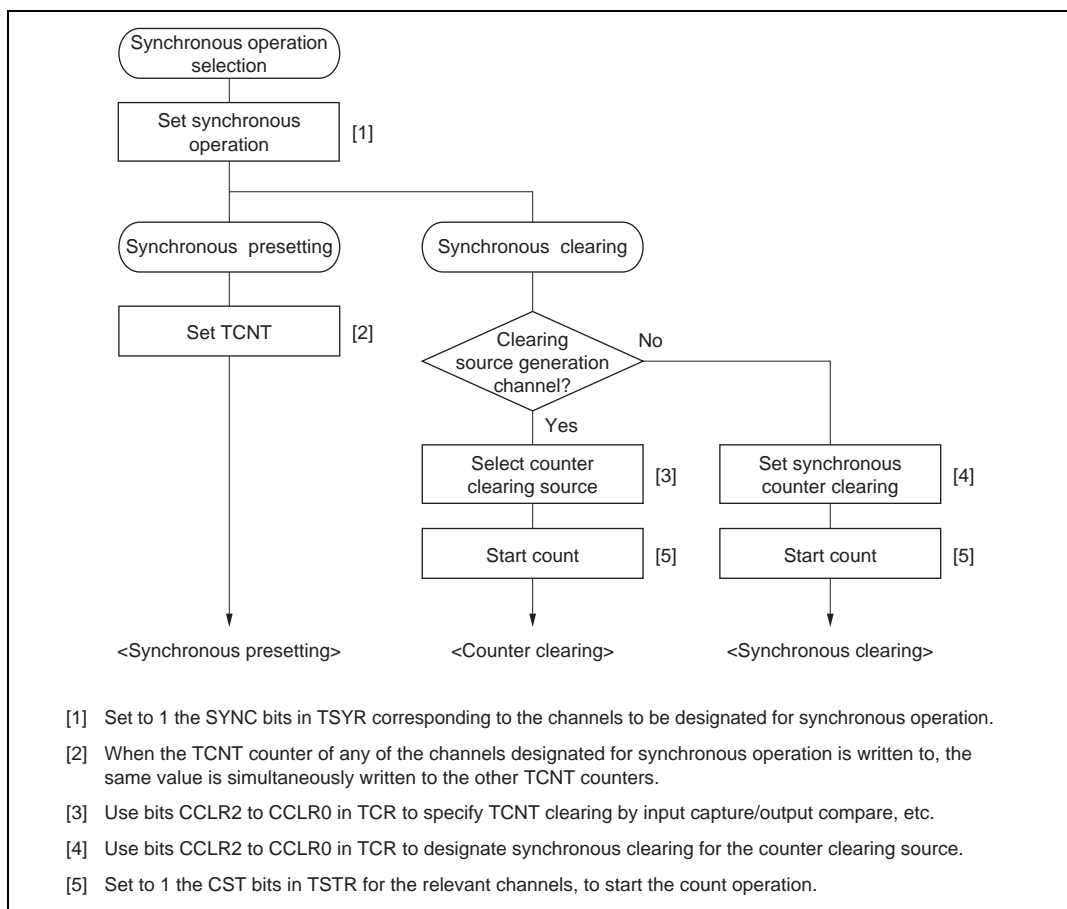 Synchronous operation
selection
Set synchronous
operation
[1]
Synchronous presetting
Synchronous clearing
Set TCNT
[2]
Clearing
source generation
channel?
No
Yes
Select counter
clearing source
[3]
Set synchronous
counter clearing
[4]
Start count
[5]
Start count
[5]
<Synchronous presetting>
<Counter clearing>
<Synchronous clearing>
[1] Set to 1 the SYNC bits in TSYR corresponding to the channels to be designated for synchronous operation.
[2] When the TCNT counter of any of the channels designated for synchronous operation is written to, the
same value is simultaneously written to the other TCNT counters.
[3] Use bits CCLR2 to CCLR0 in TCR to specify TCNT clearing by input capture/output compare, etc.
[4] Use bits CCLR2 to CCLR0 in TCR to designate synchronous clearing for the counter clearing source.
[5] Set to 1 the CST bits in TSTR for the relevant channels, to start the count operation.